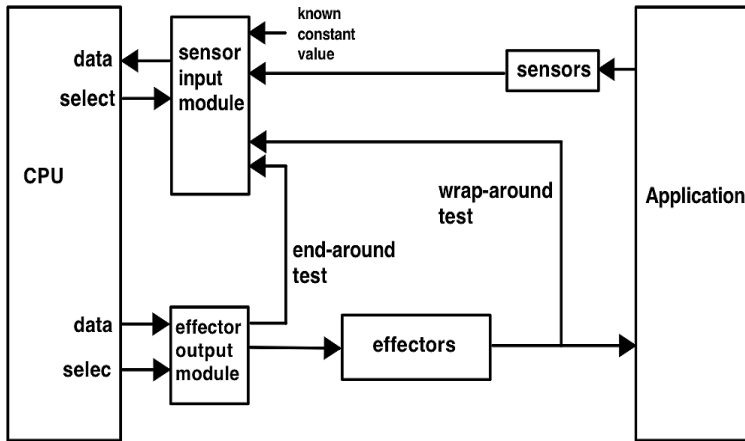 known
constant
value
data
sensor
input
module
sensors
select
CPU
wrap-around
test
Application
end-around
test
data
effector
output
module
effectors
selec